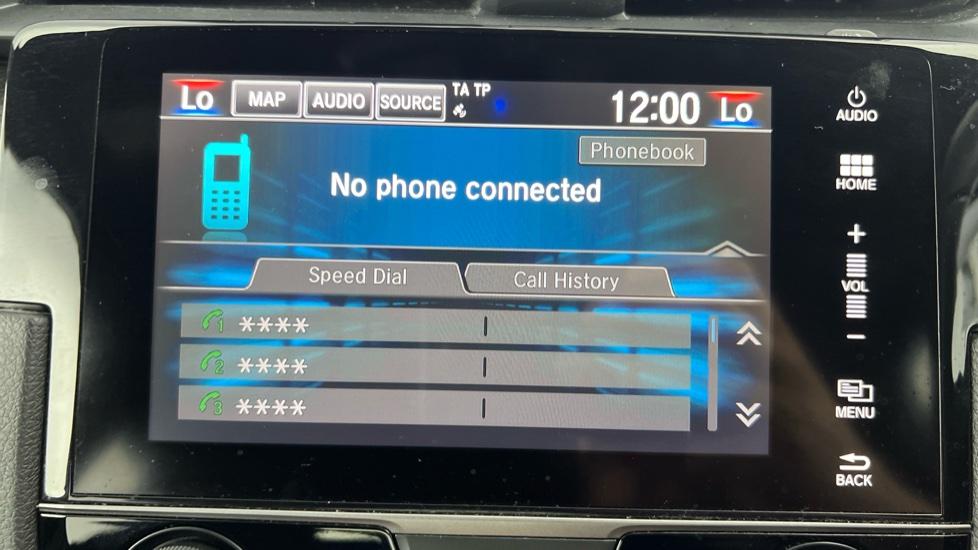 Lo MAP AUDIO SOURCE TA TP 12:00 Lo
AUDIO
Phonebook
No phone connected
HOME
+
VOL
-
Speed Dial Call History
1 ****
2 ****
3 ****
MENU
BACK